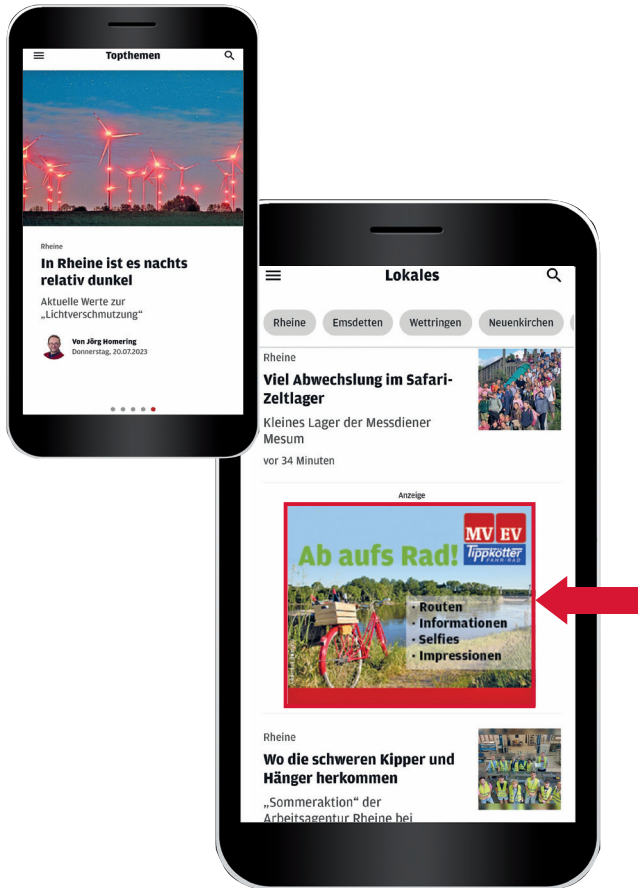 Topthemen
Rheine
In Rheine ist es nachts
relativ dunkel
Aktuelle Werte zur
„Lichtverschmutzung“
Von Jörg Homering
Donnerstag, 20.07.2023
Lokales
Rheine
Emsdetten
Wettringen
Neuenkirchen
Rheine
Viel Abwechslung im Safari-
Zeltlager
Kleines Lager der Messdiener
Mesum
vor 34 Minuten
Anzeige
MV EV
Ab aufs Rad!
Tippkötter
FAHR·RAD
· Routen
· Informationen
· Selfies
· Impressionen
Rheine
Wo die schweren Kipper und
Hänger herkommen
„Sommeraktion“ der
Arbeitsagentur Rheine bei